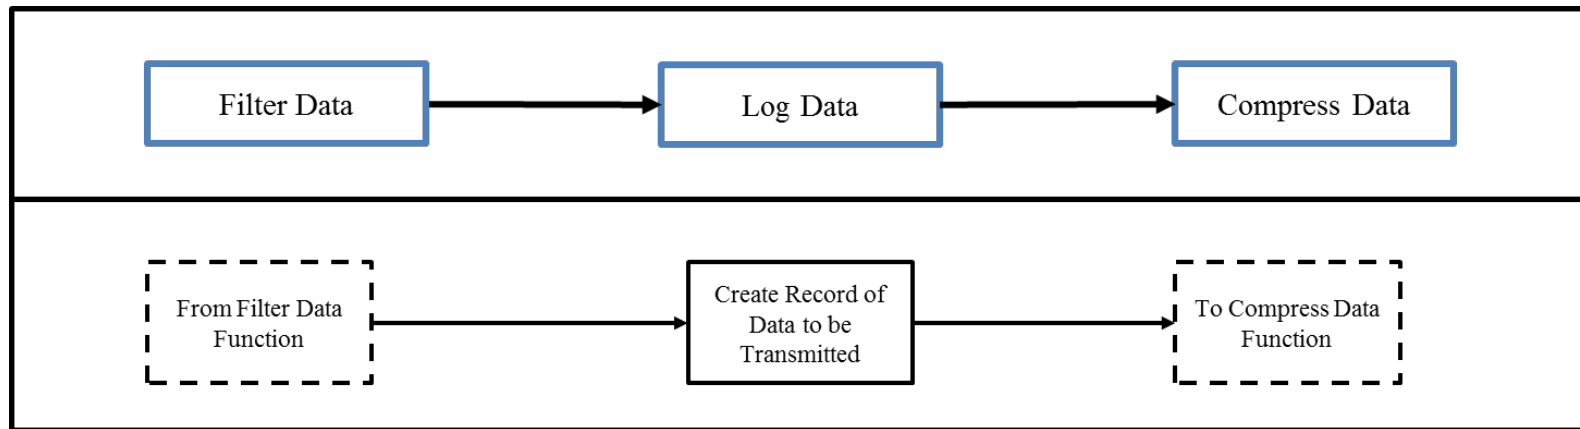 Filter Data
Log Data
Compress Data
From Filter Data
Function
Create Record of
Data to be
Transmitted
To Compress Data
Function